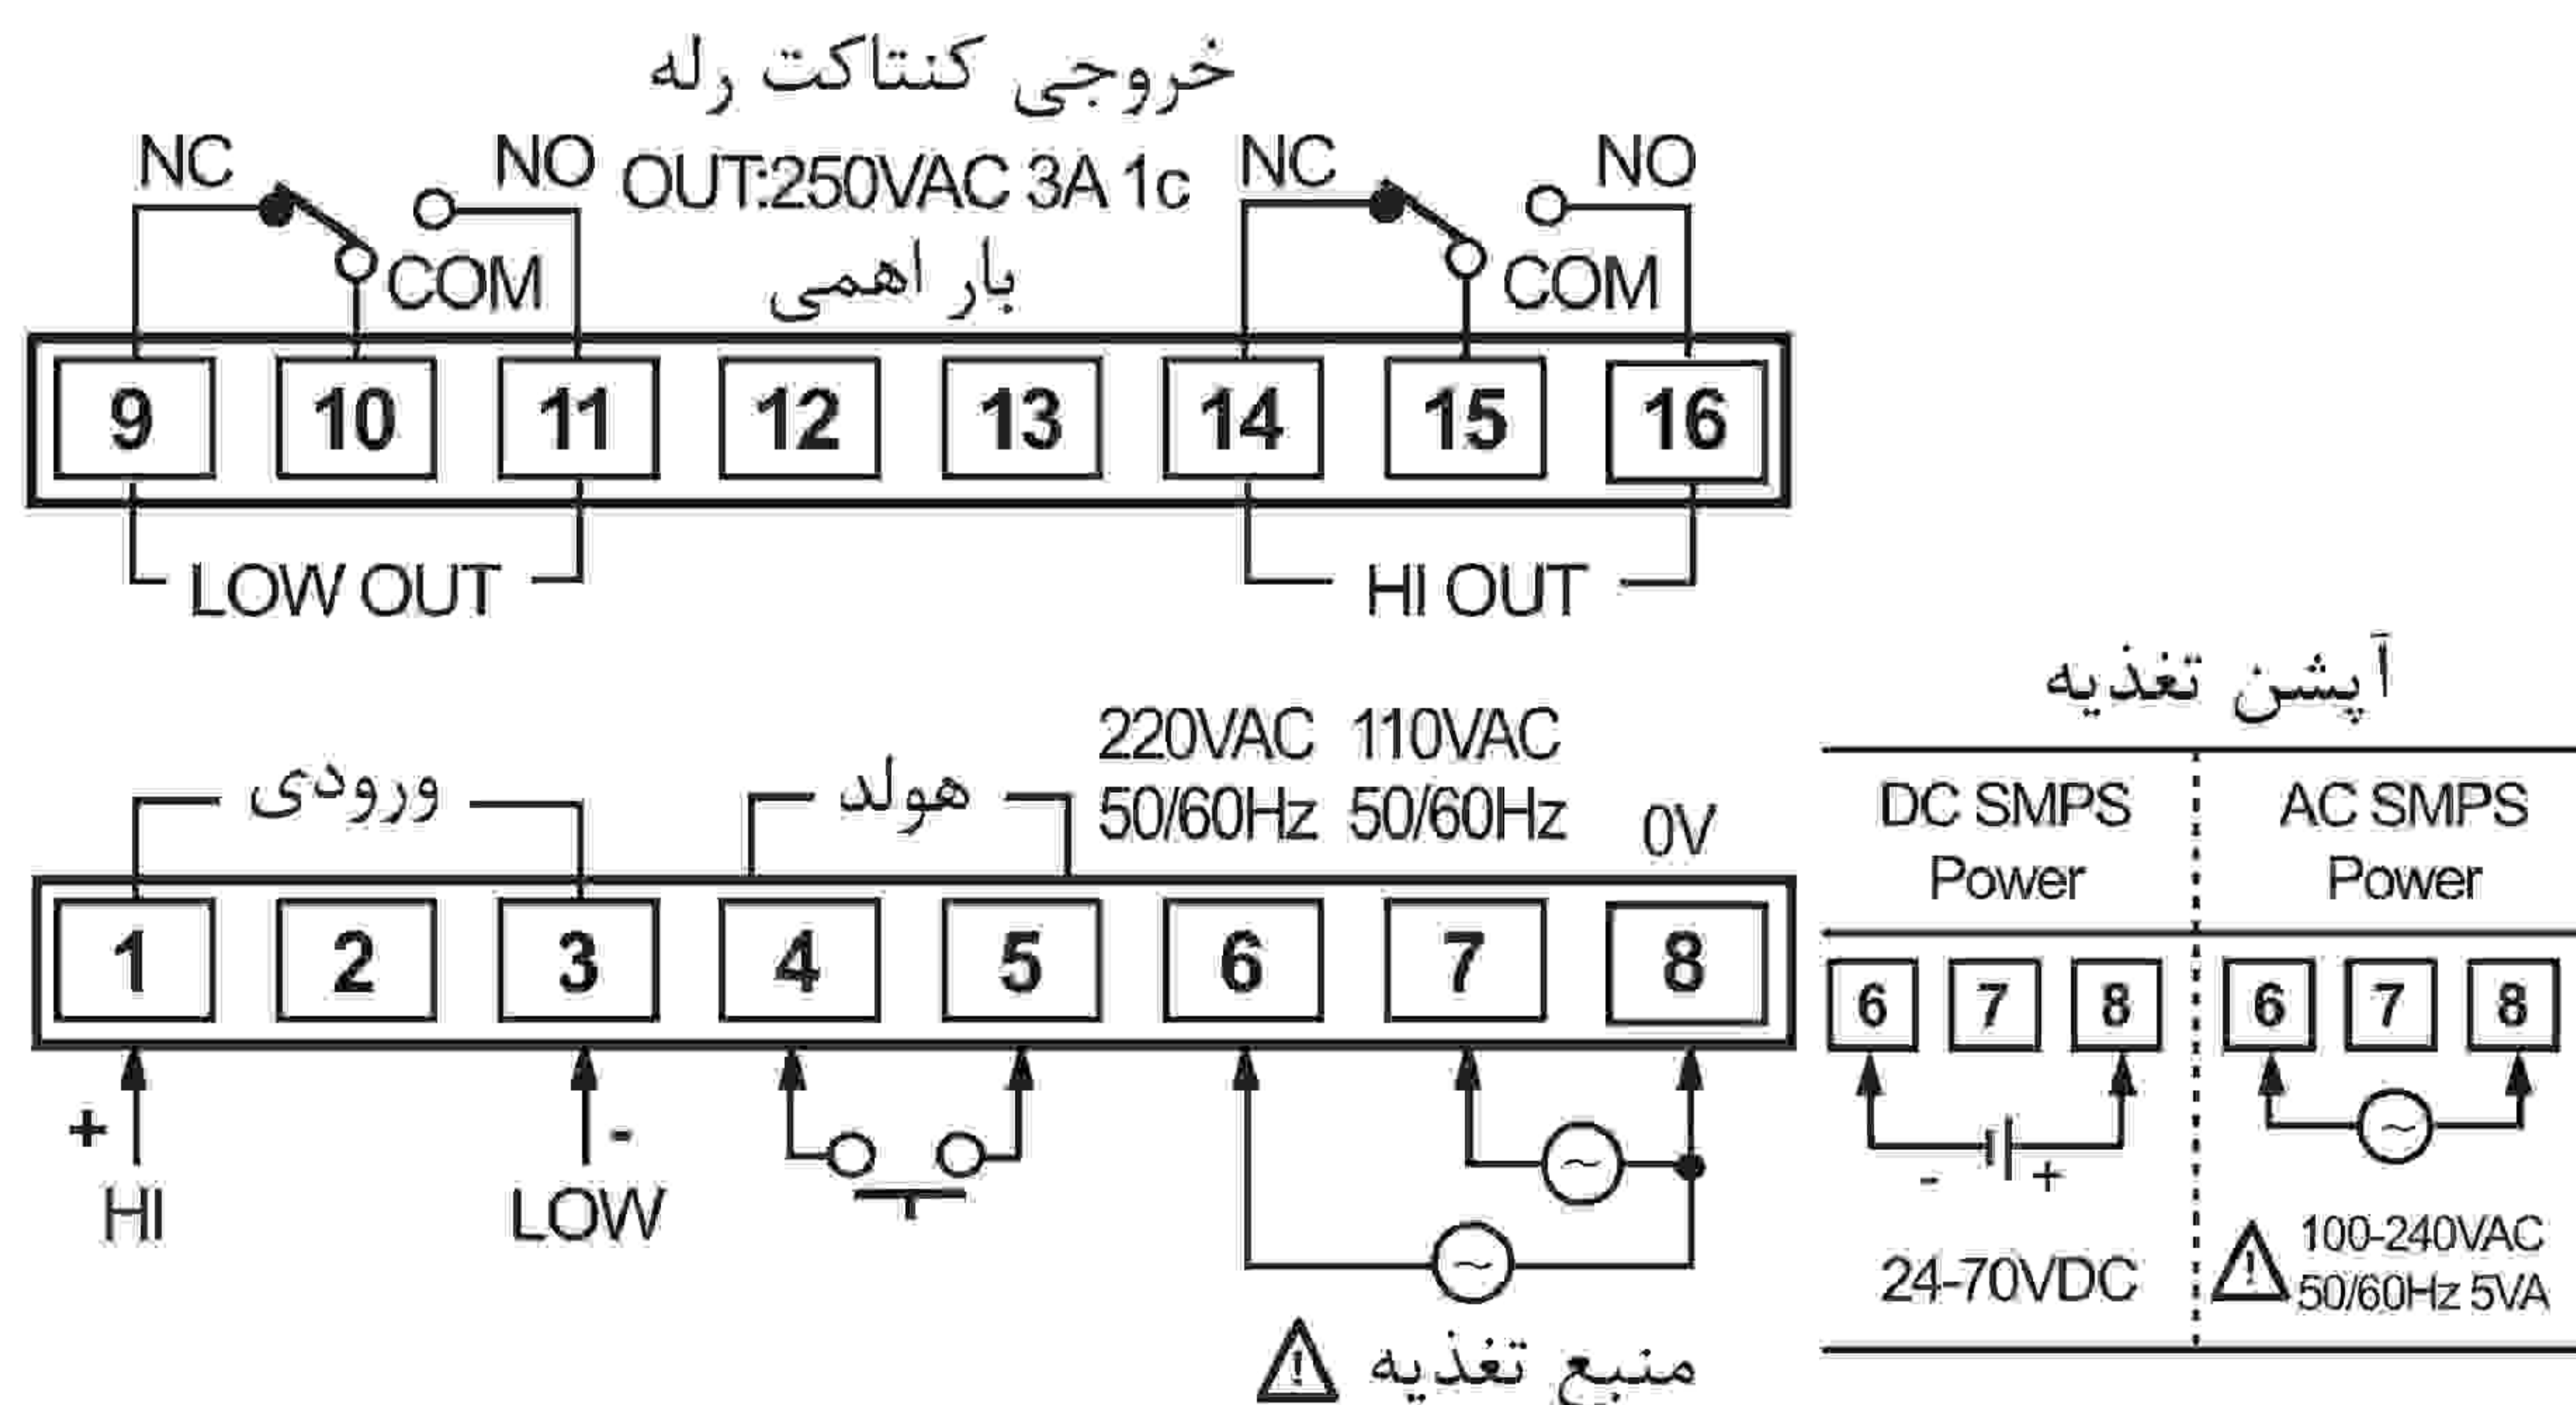 خروجی کنتاکت رله
NC NO OUT:250VAC 3A 1c NC NO
COM بار اهمی COM
9 10 11 12 13 14 15 16
LOW OUT HI OUT
آپشن تغذیه
220VAC 110VAC
ورودی هولد 50/60Hz 50/60Hz 0V
DC SMPS AC SMPS
Power Power
1 2 3 4 5 6 7 8
6 7 8 6 7 8
+ -
HI LOW
- +
24-70VDC
! 100-240VAC
50/60Hz 5VA
~ ~ ~
! منبع تغذیه